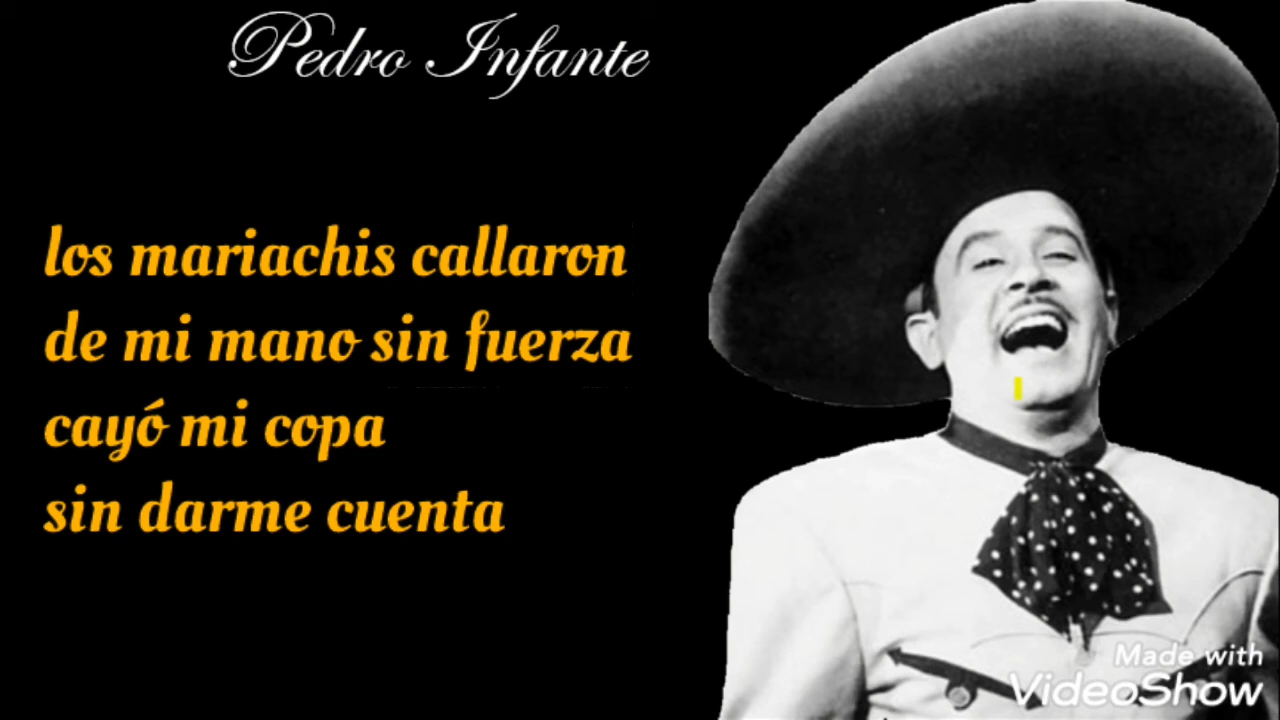 Pedro Infante
los mariachis callaron
de mi mano sin fuerza
cayó mi copa
sin darme cuenta
Made with
VideoShow